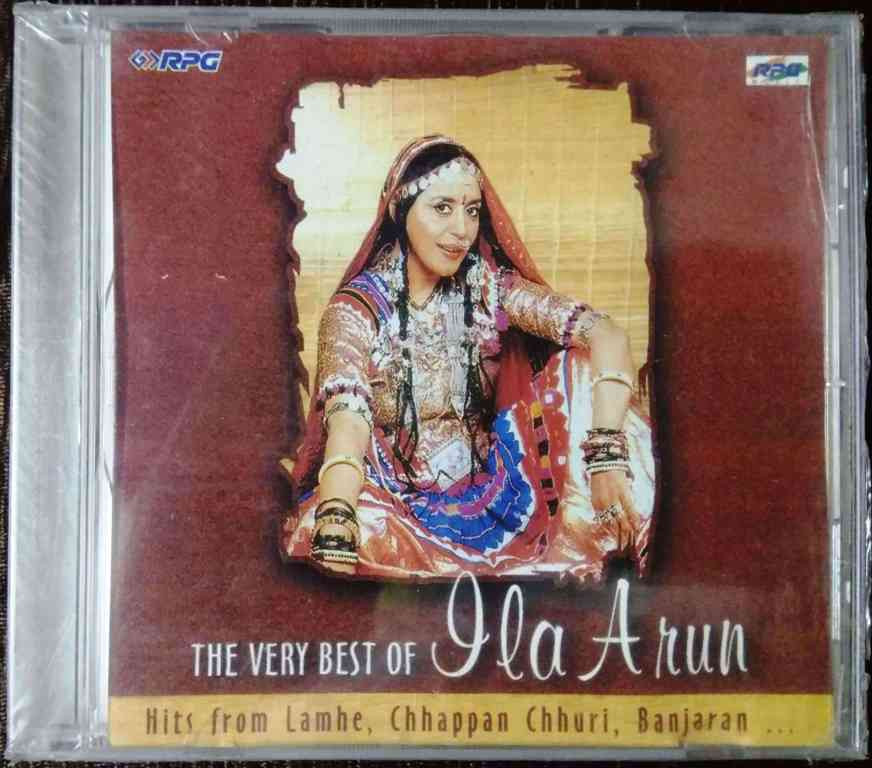 RPG
RPG
THE VERY BEST OF Ila Arun
Hits from Lamhe, Chhappan Chhuri, Banjaran ...